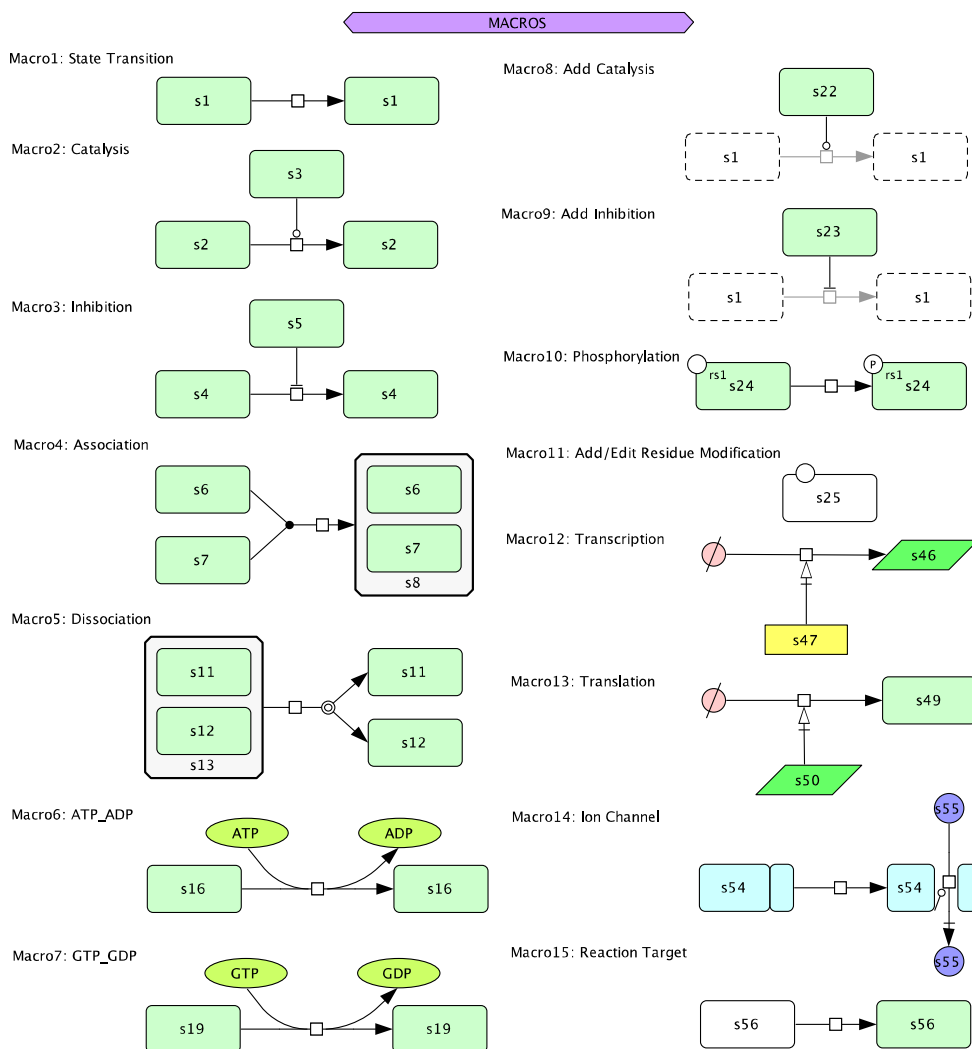 MACROS
Macro1: State Transition
s1
s1
Macro2: Catalysis
s3
s2
s2
Macro3: Inhibition
s5
s4
s4
Macro4: Association
s6
s7
s6
s7
s8
Macro5: Dissociation
s11
s12
s13
s11
s12
Macro6: ATP_ADP
ATP
ADP
s16
s16
Macro7: GTP_GDP
GTP
GDP
s19
s19
Macro8: Add Catalysis
s22
s1
s1
Macro9: Add Inhibition
s23
s1
s1
Macro10: Phosphorylation
rs1
s24
P
rs1
s24
Macro11: Add/Edit Residue Modification
s25
Macro12: Transcription
s46
s47
Macro13: Translation
s49
s50
Macro14: Ion Channel
s55
s54
s54
s55
Macro15: Reaction Target
s56
s56